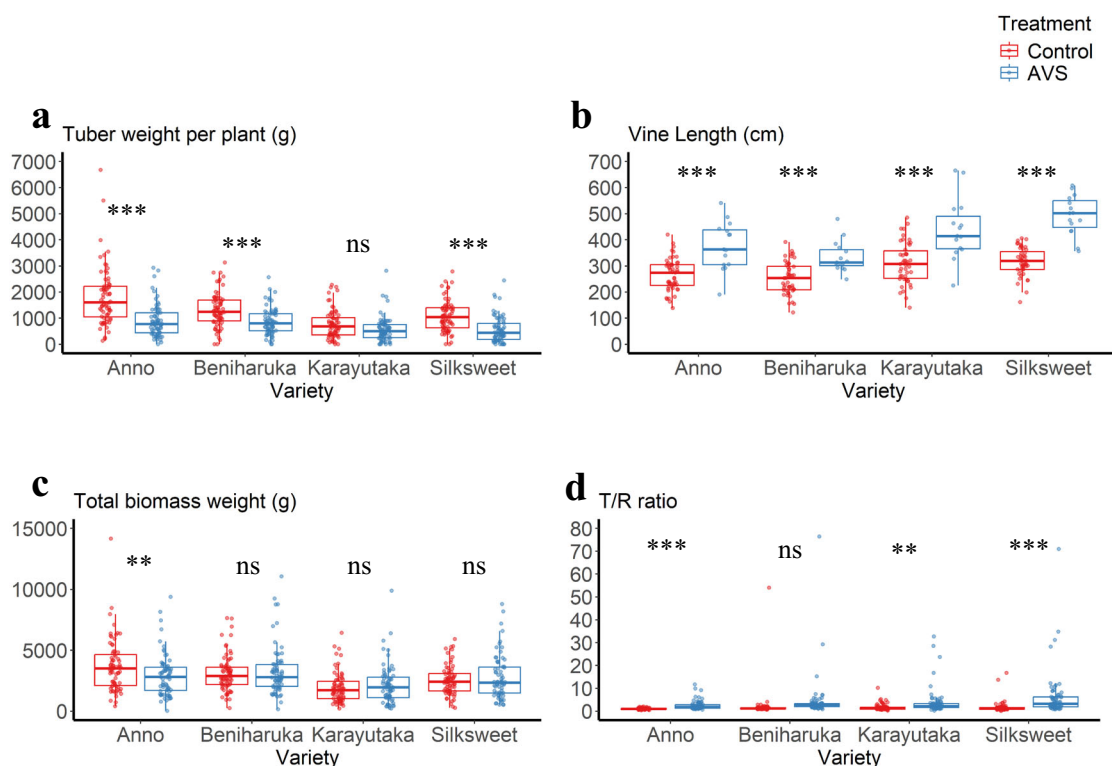 Treatment
Control
AVS
a
Tuber weight per plant (g)
7000
6000
5000
4000
3000
2000
1000
0
***
***
ns
***
Anno Beniharuka Karayutaka Silksweet
Variety
b
Vine Length (cm)
700
600
500
400
300
200
100
0
***
***
***
***
Anno Beniharuka Karayutaka Silksweet
Variety
c
Total biomass weight (g)
15000
10000
5000
0
**
ns
ns
ns
Anno Beniharuka Karayutaka Silksweet
Variety
d
T/R ratio
80
70
60
50
40
30
20
10
0
***
ns
**
***
Anno Beniharuka Karayutaka Silksweet
Variety